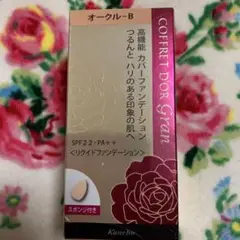 オークル-B
COFFRET D'OR gran
高機能 カバーファンデーション
つるんと ハリのある印象の肌へ
SPF22・PA++
<リクイドファンデーション>
スポンジ付き
Kanebo